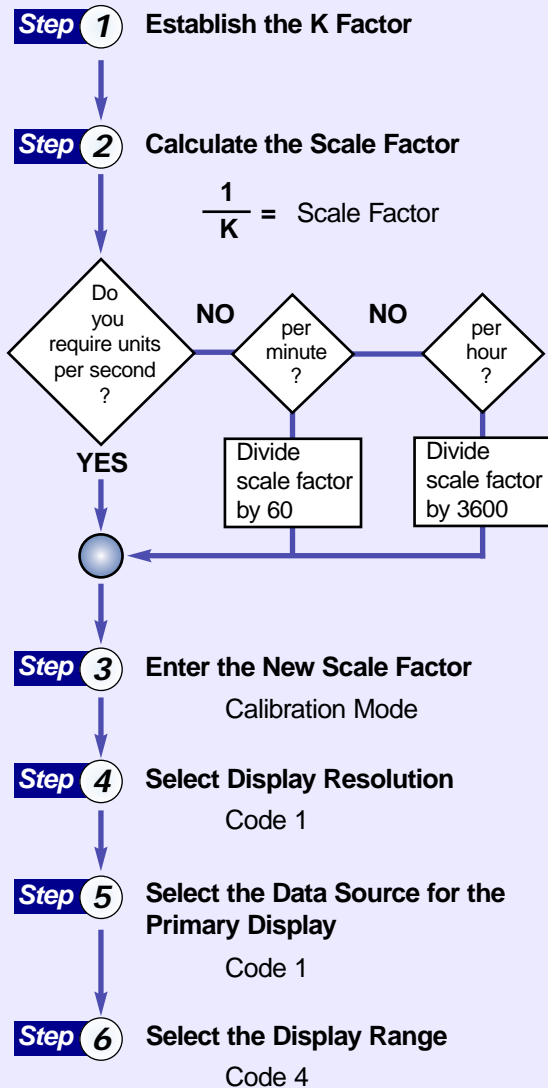 Step 1 Establish the K Factor
Step 2 Calculate the Scale Factor
1
K = Scale Factor
Do
you
require units
per second
?
NO
per
minute
?
NO
per
hour
?
YES
Divide
scale factor
by 60
Divide
scale factor
by 3600
Step 3 Enter the New Scale Factor
Calibration Mode
Step 4 Select Display Resolution
Code 1
Step 5 Select the Data Source for the
Primary Display
Code 1
Step 6 Select the Display Range
Code 4